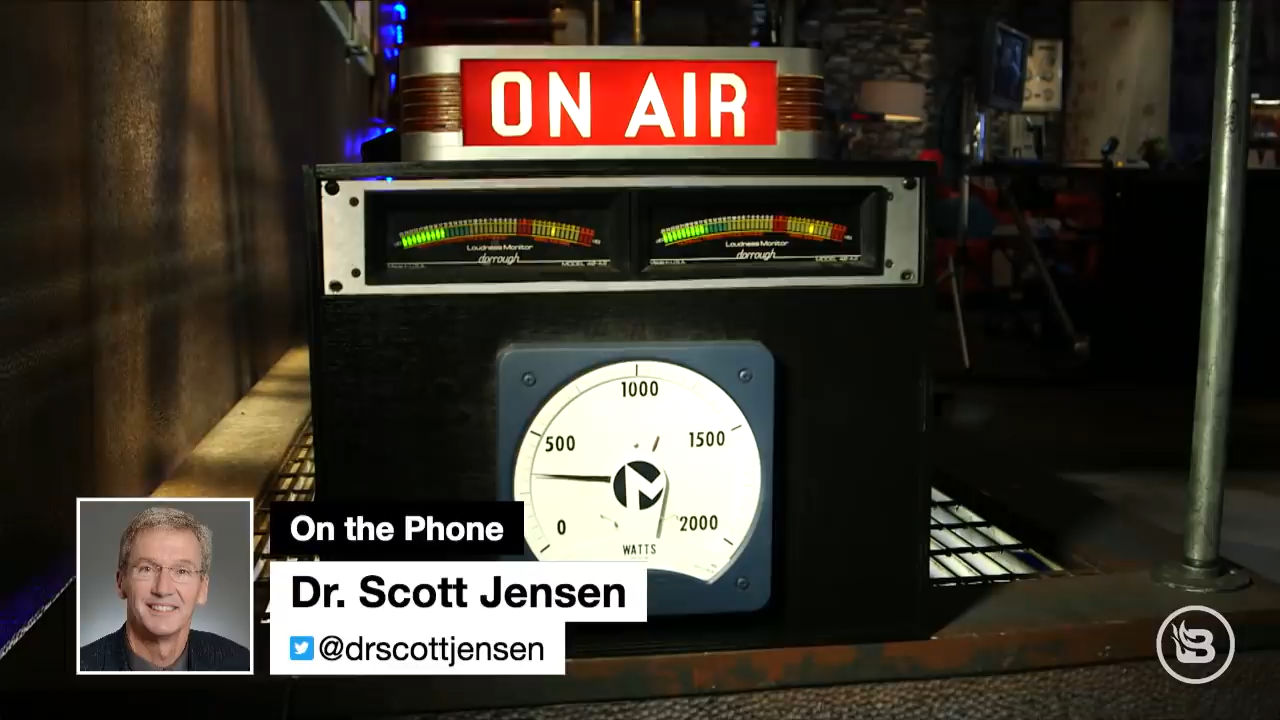 ON AIR
Loudness Monitor
dorrough
Loudness Monitor
dorrough
1000
500
1500
0
2000
WATTS
On the Phone
Dr. Scott Jensen
@drscottjensen
B